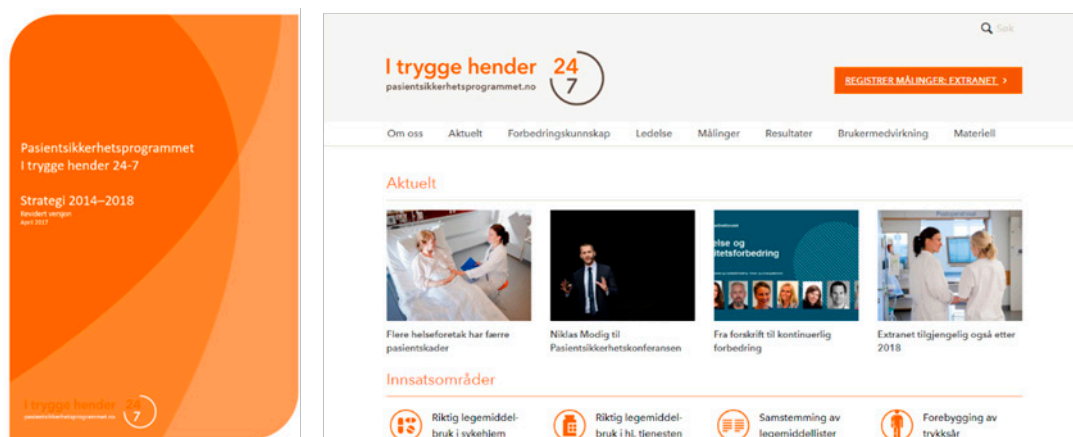 Pasientsikkerhetsprogrammet
I trygge hender 24-7
Strategi 2014–2018
Revidert versjon
April 2017
I trygge hender 24
7
pasientsikkerhetsprogrammet.no
Søk
I trygge hender 24
7
pasientsikkerhetsprogrammet.no
REGISTRER MÅLINGER: EXTRANET >
Om oss Aktuelt Forbedringskunnskap Ledelse Målinger Resultater Brukermedvirkning Materiell
Aktuelt
else og
litetsforbedring
Flere helseforetak har færre
pasientskader
Niklas Modig til
Pasientsikkerhetskonferansen
Fra forskrift til kontinuerlig
forbedring
Extranet tilgjengelig også etter
2018
Innsatsområder
Riktig legemiddel-
bruk i sykehjem
Riktig legemiddel-
bruk i hj. tjenesten
Samstemming av
legemiddellister
Forebygging av
trykksår